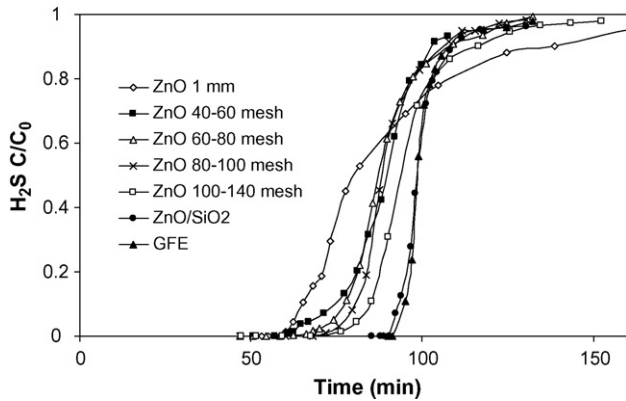 1
0.8
0.6
0.4
0.2
0
H₂S C/C₀
ZnO 1 mm
ZnO 40-60 mesh
ZnO 60-80 mesh
ZnO 80-100 mesh
ZnO 100-140 mesh
ZnO/SiO2
GFE
0 50 100 150
Time (min)